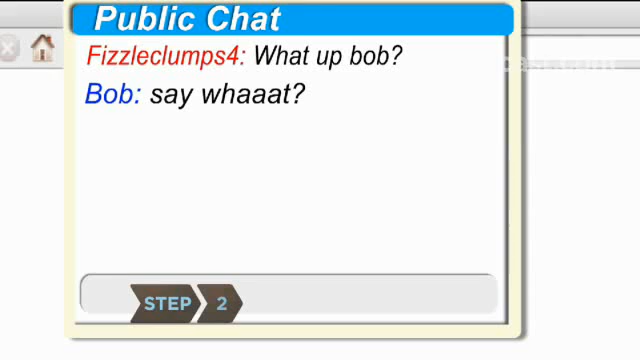 Public Chat
Fizzleclumps4: What up bob?
Bob: say whaaat?
STEP 2